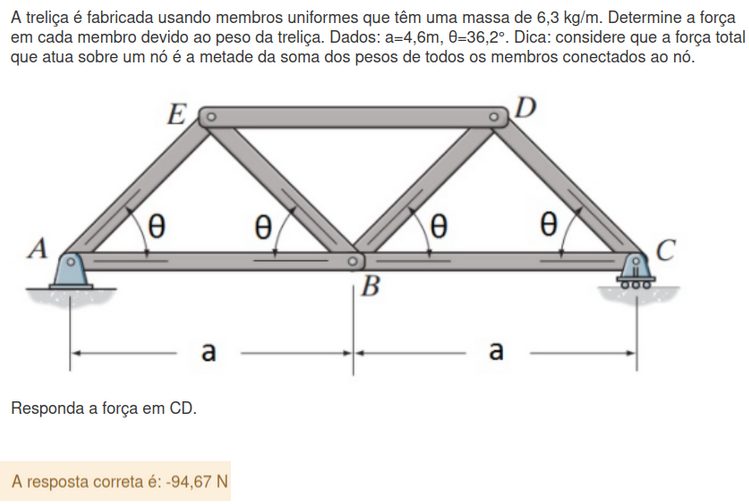 A treliça é fabricada usando membros uniformes que têm uma massa de 6,3 kg/m. Determine a força
em cada membro devido ao peso da treliça. Dados: a=4,6m, θ=36,2°. Dica: considere que a força total
que atua sobre um nó é a metade da soma dos pesos de todos os membros conectados ao nó.
E D
θ θ θ θ
A C
B
a a
Responda a força em CD.
A resposta correta é: -94,67 N